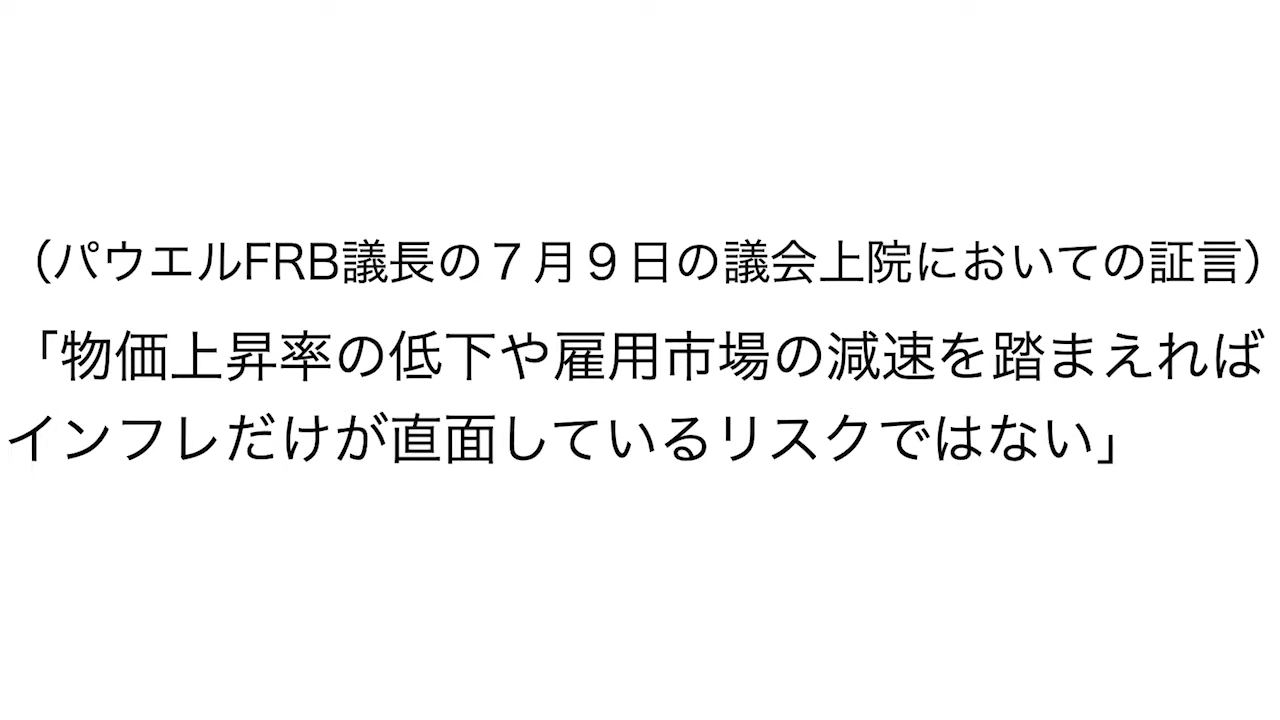 （パウエルFRB議長の７月９日の議会上院においての証言）
「物価上昇率の低下や雇用市場の減速を踏まえれば
インフレだけが直面しているリスクではない」